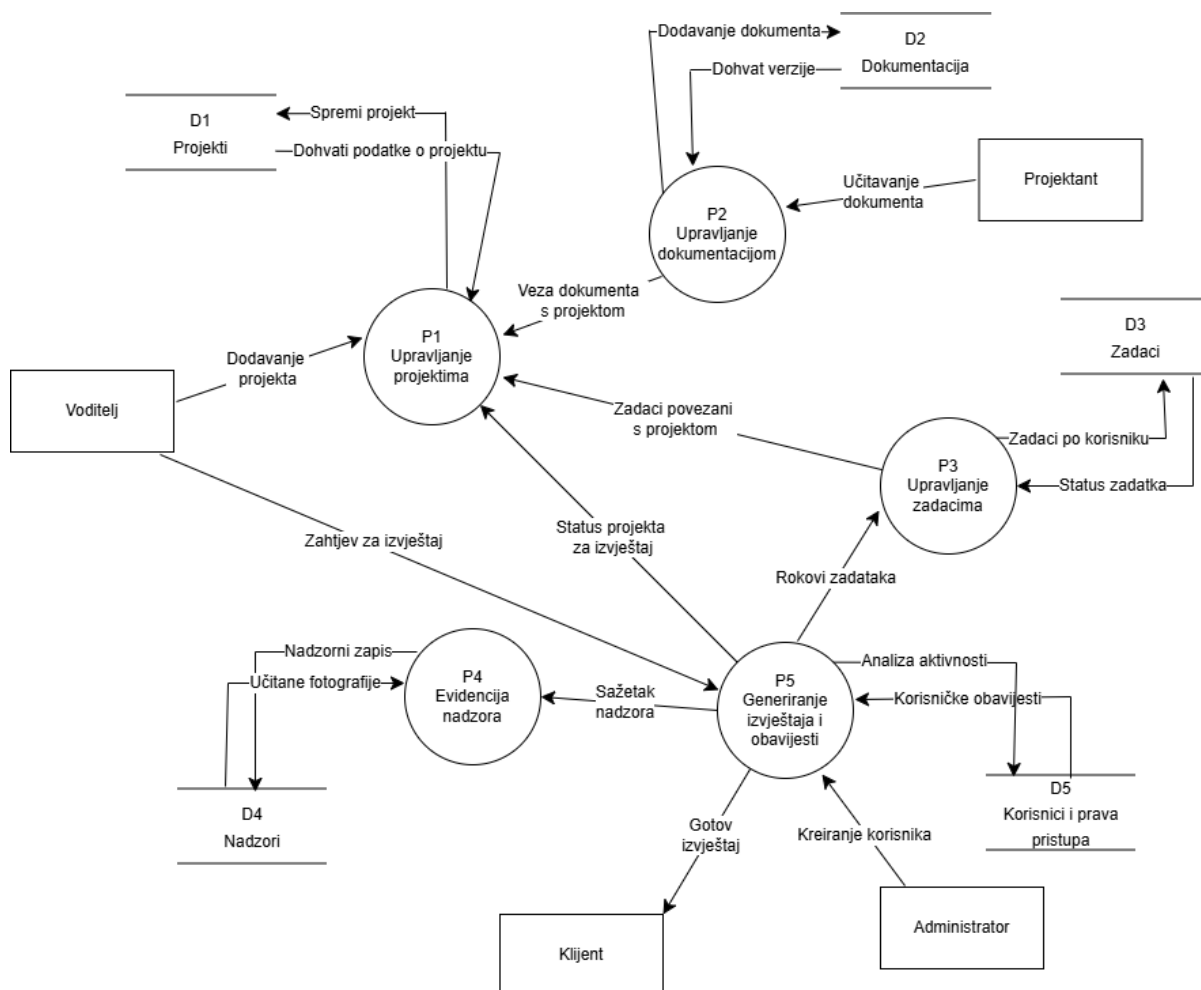 Dodavanje dokumenta
D2
Dokumentacija
Dohvat verzije
D1
Projekti
Spremi projekt
Dohvati podatke o projektu
Učitavanje
dokumenta
Projektant
P2
Upravljanje
dokumentacijom
Veza dokumenta
s projektom
D3
Zadaci
P1
Upravljanje
projektima
Dodavanje
projekta
Voditelj
Zadaci povezani
s projektom
Zadaci po korisniku
P3
Upravljanje
zadacima
Status zadatka
Zahtjev za izvještaj
Status projekta
za izvještaj
Rokovi zadataka
Nadzorni zapis
Učitane fotografije
P4
Evidencija
nadzora
Sažetak
nadzora
P5
Generiranje
izvještaja i
obavijesti
Analiza aktivnosti
Korisničke obavijesti
D4
Nadzori
D5
Korisnici i prava
pristupa
Gotov
izvještaj
Kreiranje korisnika
Klijent
Administrator